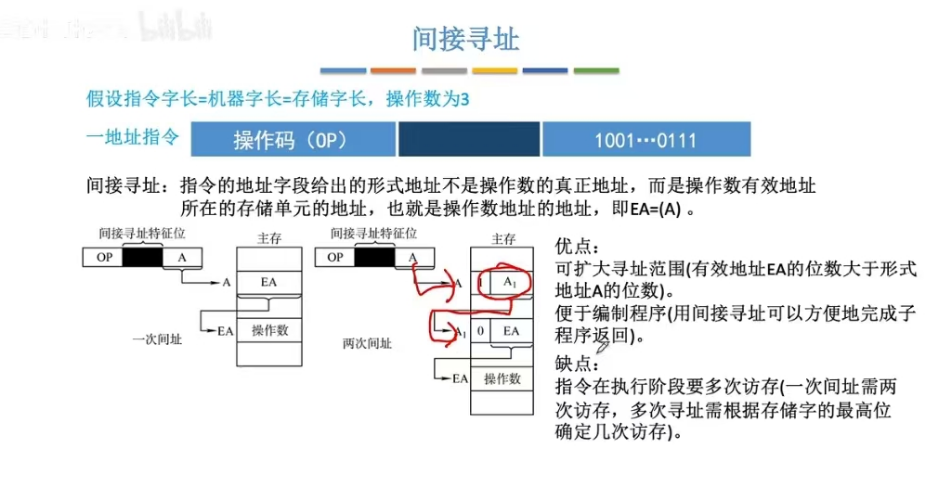 bilibili
间接寻址
假设指令字长=机器字长=存储字长，操作数为3
一地址指令 操作码（OP） 1001…0111
间接寻址：指令的地址字段给出的形式地址不是操作数的真正地址，而是操作数有效地址
所在的存储单元的地址，也就是操作数地址的地址，即EA=(A) 。
间接寻址特征位 主存
OP A
A EA
EA 操作数
一次间址
间接寻址特征位 主存
OP A
A 1 A1
A1 0 EA
两次间址
EA 操作数
优点：
可扩大寻址范围(有效地址EA的位数大于形式
地址A的位数)。
便于编制程序(用间接寻址可以方便地完成子
程序返回)。
缺点：
指令在执行阶段要多次访存(一次间址需两
次访存，多次寻址需根据存储字的最高位
确定几次访存)。